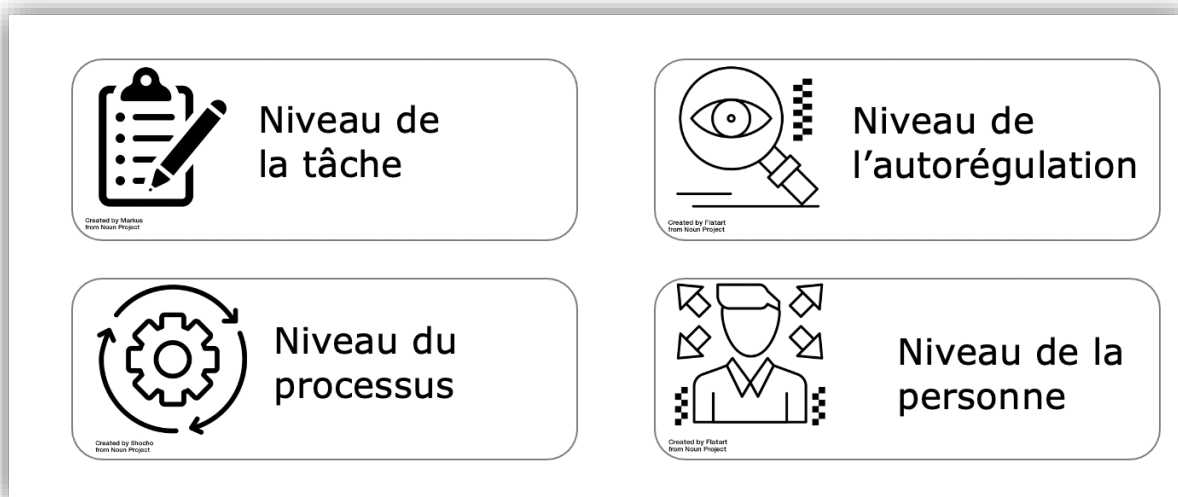 Niveau de
la tâche
Created by Markus
from Noun Project
Niveau de
l’autorégulation
Created by Flatart
from Noun Project
Niveau du
processus
Created by Shocho
from Noun Project
Niveau de la
personne
Created by Flatart
from Noun Project